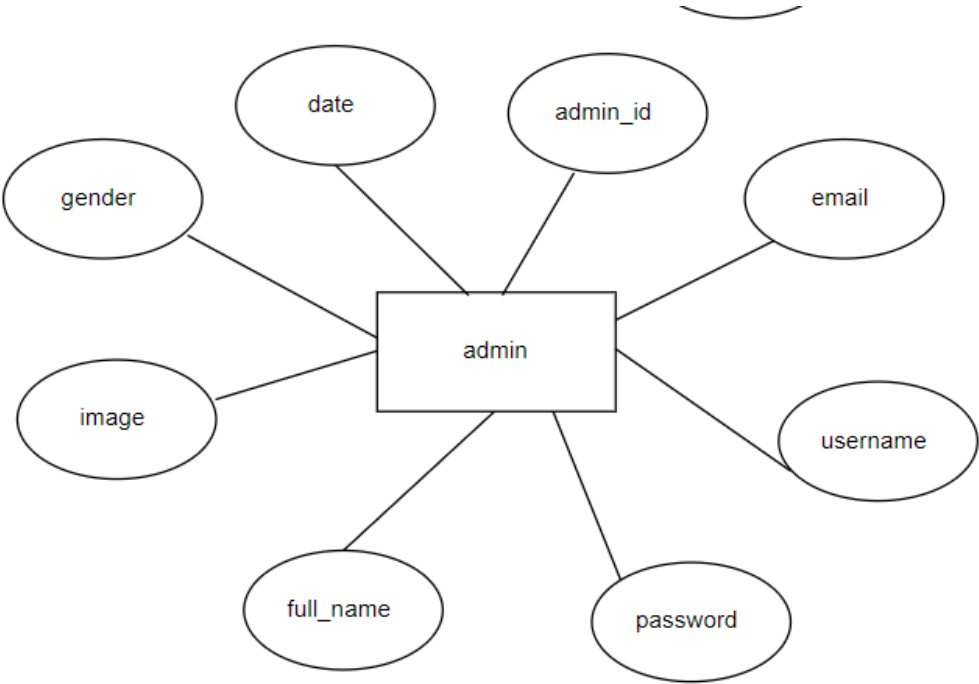 date
admin_id
gender
email
admin
image
username
full_name
password